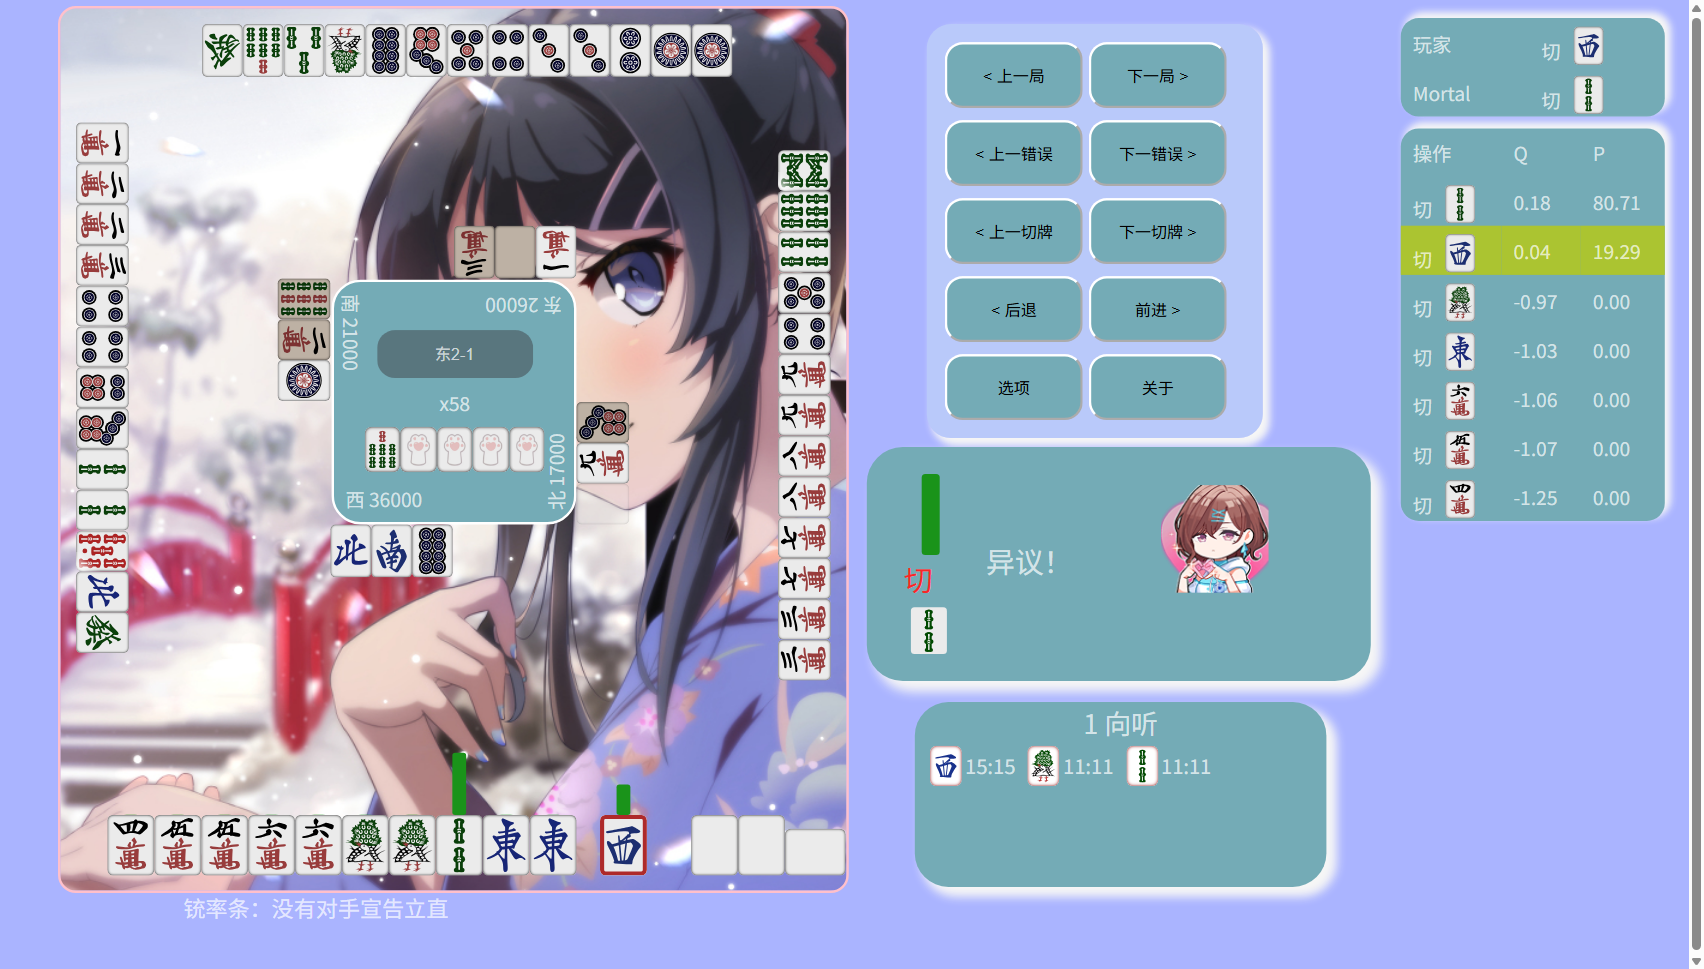 南 21000
东 26000
东2-1
x58
西 36000
北 17000
铳率条：没有对手宣告立直
< 上一局
下一局 >
< 上一错误
下一错误 >
< 上一切牌
下一切牌 >
< 后退
前进 >
选项
关于
切
异议！
1 向听
15:15 11:11 11:11
玩家 切
Mortal 切
操作 Q P
切 0.18 80.71
切 0.04 19.29
切 -0.97 0.00
切 -1.03 0.00
切 -1.06 0.00
切 -1.07 0.00
切 -1.25 0.00